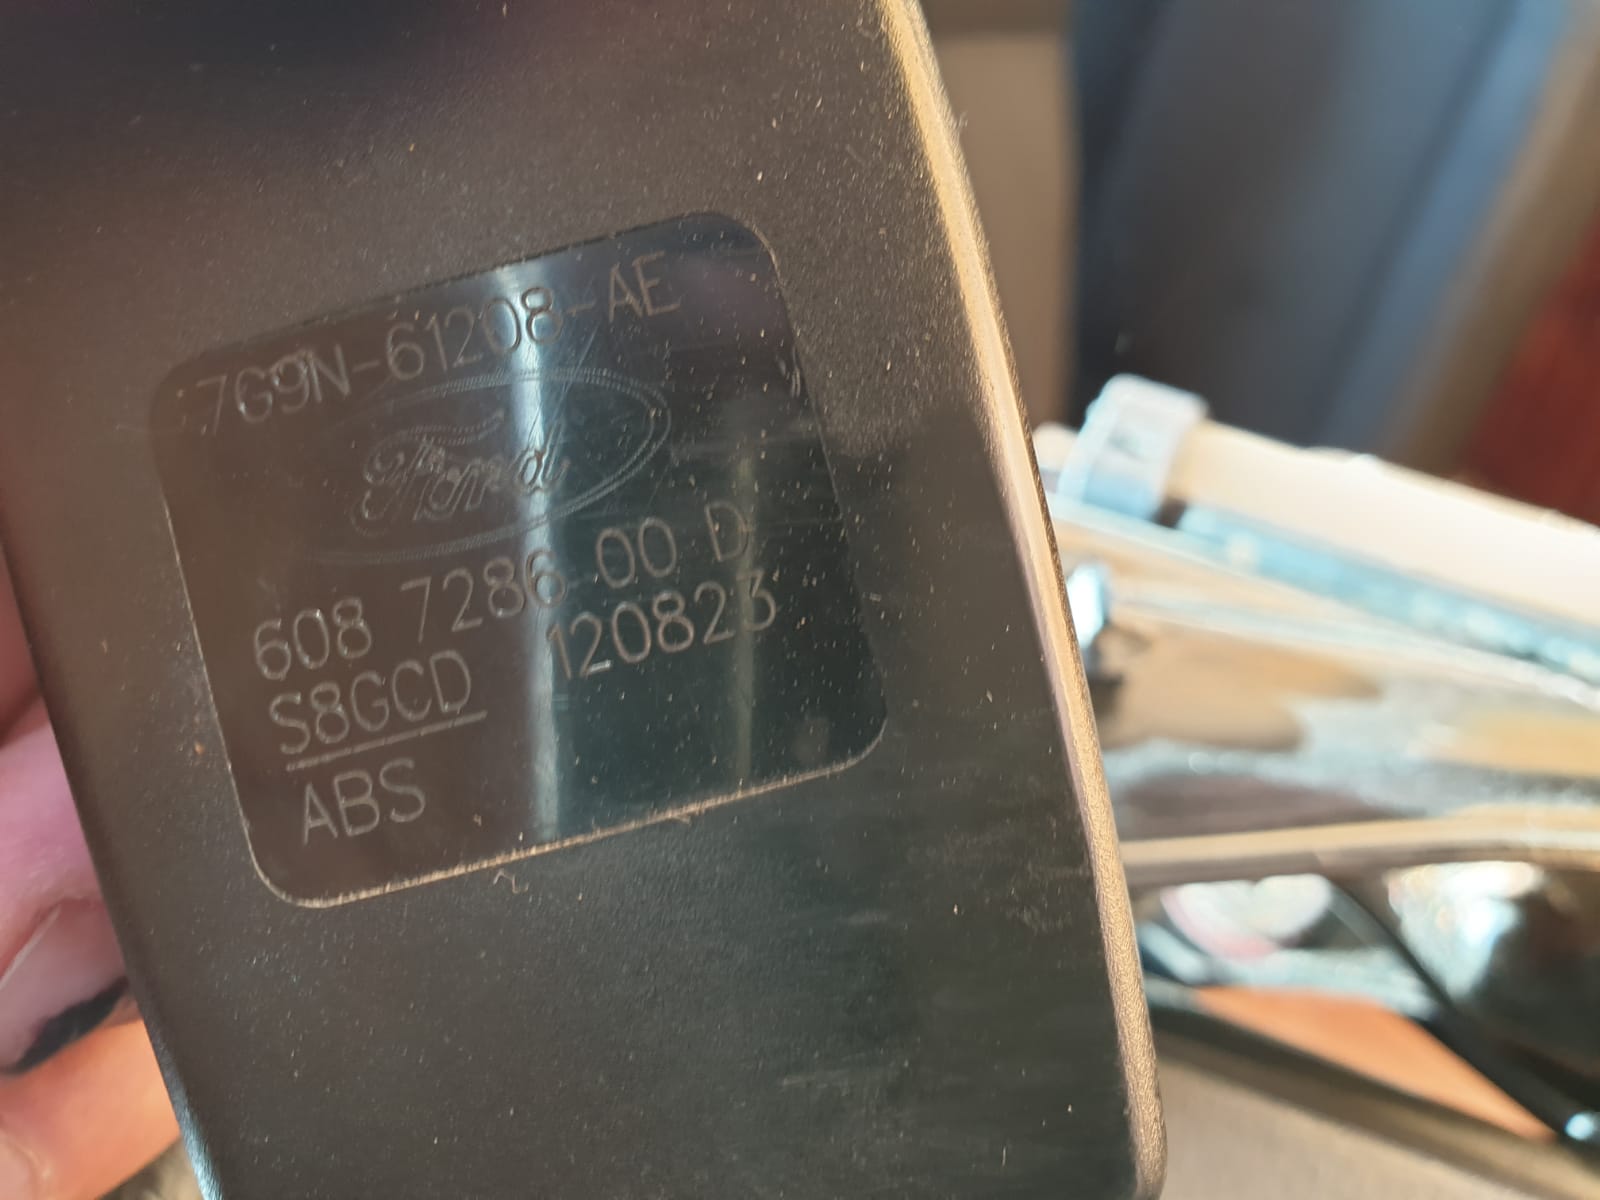 7G9N-61208-AE
Ford
608 7286 00 D
S8GCD 120823
ABS